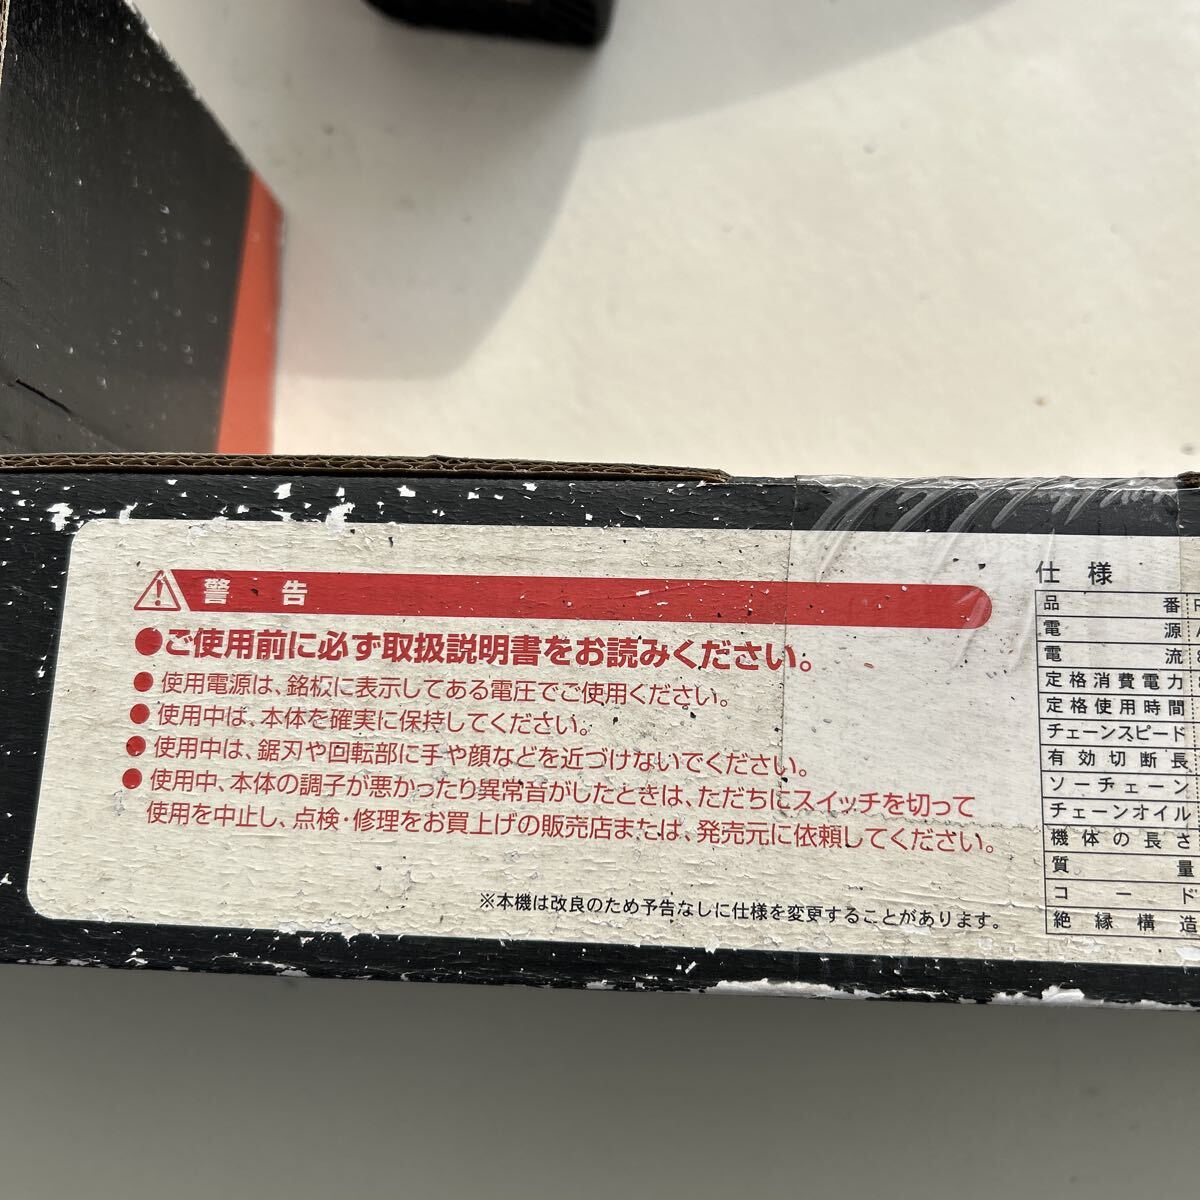 警告
●ご使用前に必ず取扱説明書をお読みください。
●使用電源は、銘板に表示してある電圧でご使用ください。
●使用中は、本体を確実に保持してください。
●使用中は、鋸刃や回転部に手や顔などを近づけないでください。
●使用中、本体の調子が悪かったり異常音がしたときは、ただちにスイッチを切って
使用を中止し、点検・修理をお買上げの販売店または、発売元に依頼してください。
※本機は改良のため予告なしに仕様を変更することがあります。
仕様
品番
電源
電流
定格消費電力
定格使用時間
チェーンスピード
有効切断長
ソーチェーン
チェーンオイル
機体の長さ
質量
コード
絶縁構造